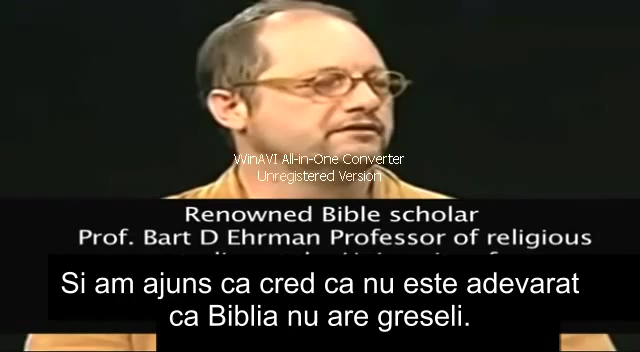 WinAVI All-in-One Converter
Unregistered Version
Renowned Bible scholar
Prof. Bart D Ehrman Professor of religious
Si am ajuns ca cred ca nu este adevarat
ca Biblia nu are greseli.